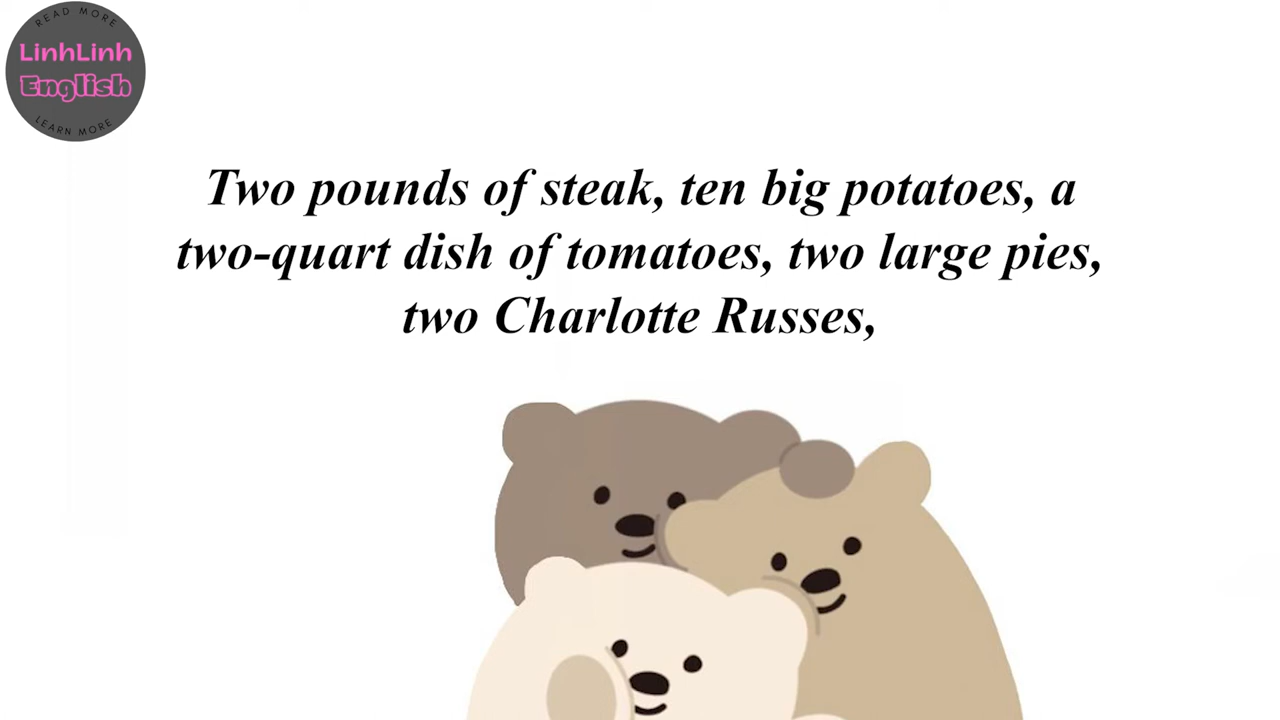 READ MORE
LinhLinh
English
LEARN MORE
Two pounds of steak, ten big potatoes, a
two-quart dish of tomatoes, two large pies,
two Charlotte Russes,